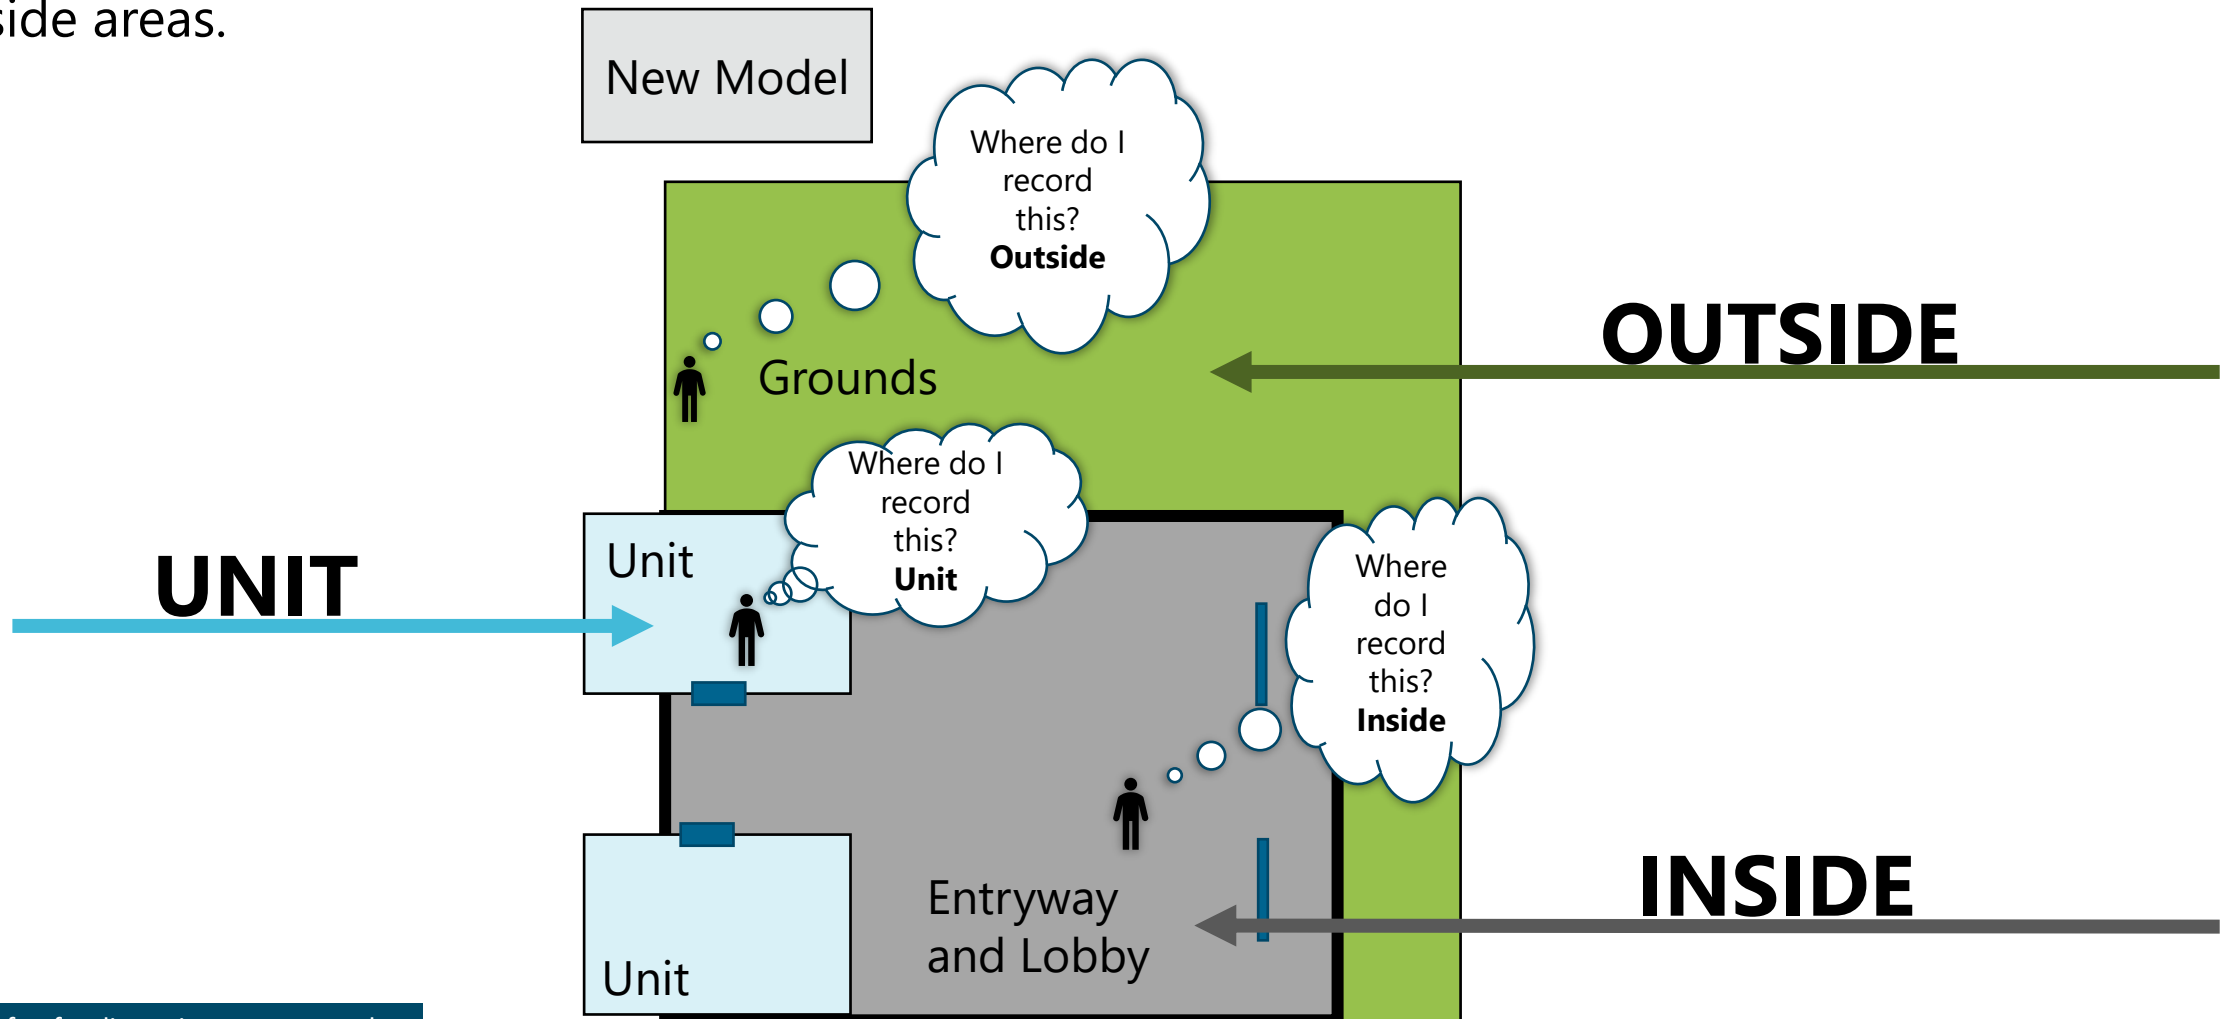 side areas.
New Model
Where do I
record
this?
Outside
OUTSIDE
Grounds
Where do I
record
this?
Unit
Unit
UNIT
Where
do I
record
this?
Inside
INSIDE
Entryway
and Lobby
Unit